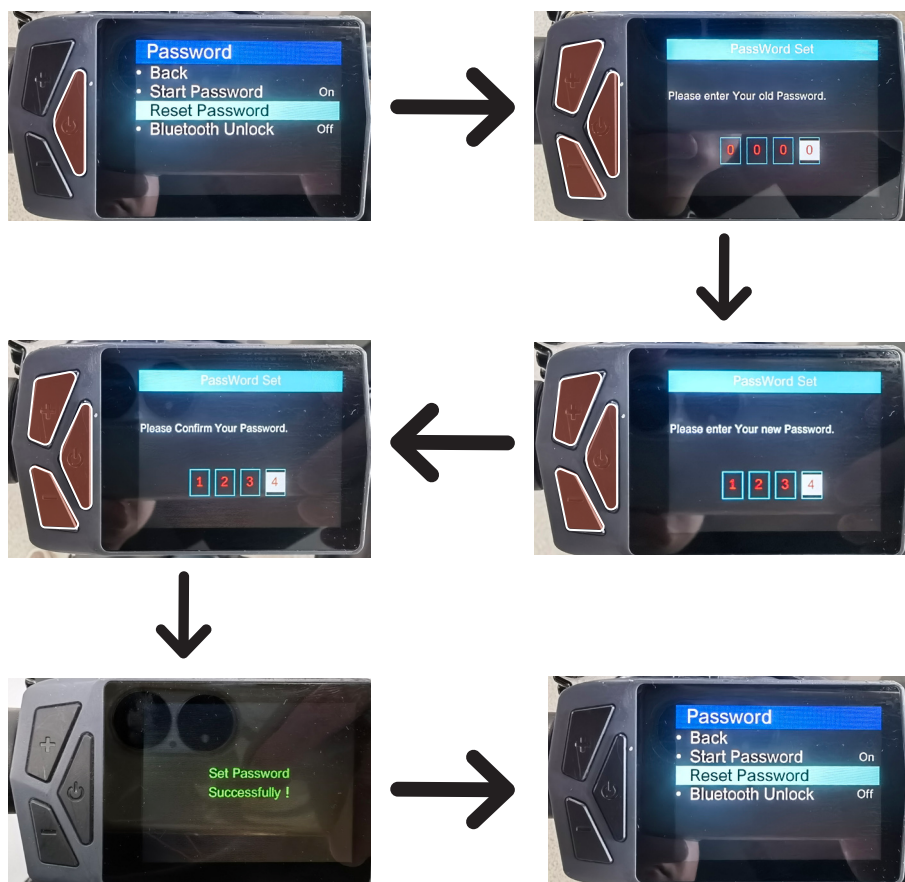 Password
Back
Start Password On
Reset Password
Bluetooth Unlock Off
PassWord Set
Please enter Your old Password.
0 0 0 0
PassWord Set
Please enter Your new Password.
1 2 3 4
PassWord Set
Please Confirm Your Password.
1 2 3 4
Set Password
Successfully !
Password
Back
Start Password On
Reset Password
Bluetooth Unlock Off